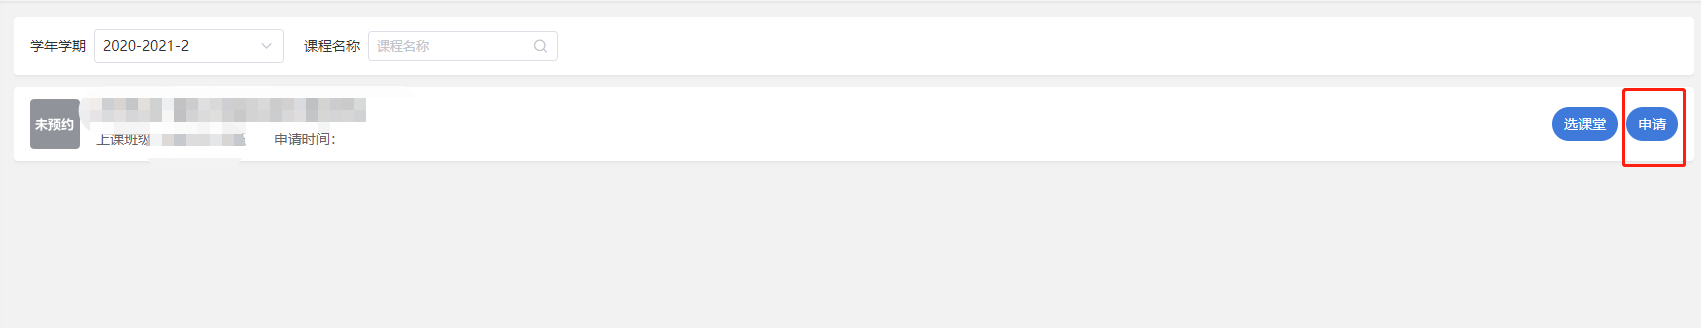 学年学期 2020-2021-2 课程名称 课程名称
未预约 选课堂 申请
上课班级 申请时间：